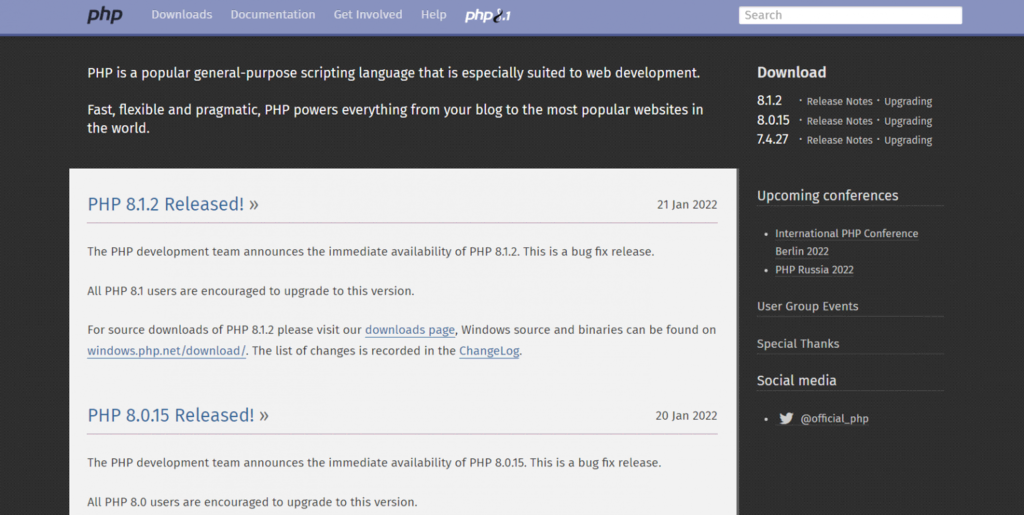 php Downloads Documentation Get Involved Help php 8.1 Search
PHP is a popular general-purpose scripting language that is especially suited to web development.
Fast, flexible and pragmatic, PHP powers everything from your blog to the most popular websites in
the world.
PHP 8.1.2 Released! » 21 Jan 2022
The PHP development team announces the immediate availability of PHP 8.1.2. This is a bug fix release.
All PHP 8.1 users are encouraged to upgrade to this version.
For source downloads of PHP 8.1.2 please visit our downloads page, Windows source and binaries can be found on
windows.php.net/download/. The list of changes is recorded in the ChangeLog.
PHP 8.0.15 Released! » 20 Jan 2022
The PHP development team announces the immediate availability of PHP 8.0.15. This is a bug fix release.
All PHP 8.0 users are encouraged to upgrade to this version.
Download
8.1.2 · Release Notes · Upgrading
8.0.15 · Release Notes · Upgrading
7.4.27 · Release Notes · Upgrading
Upcoming conferences
• International PHP Conference
Berlin 2022
• PHP Russia 2022
User Group Events
Special Thanks
Social media
• @official_php